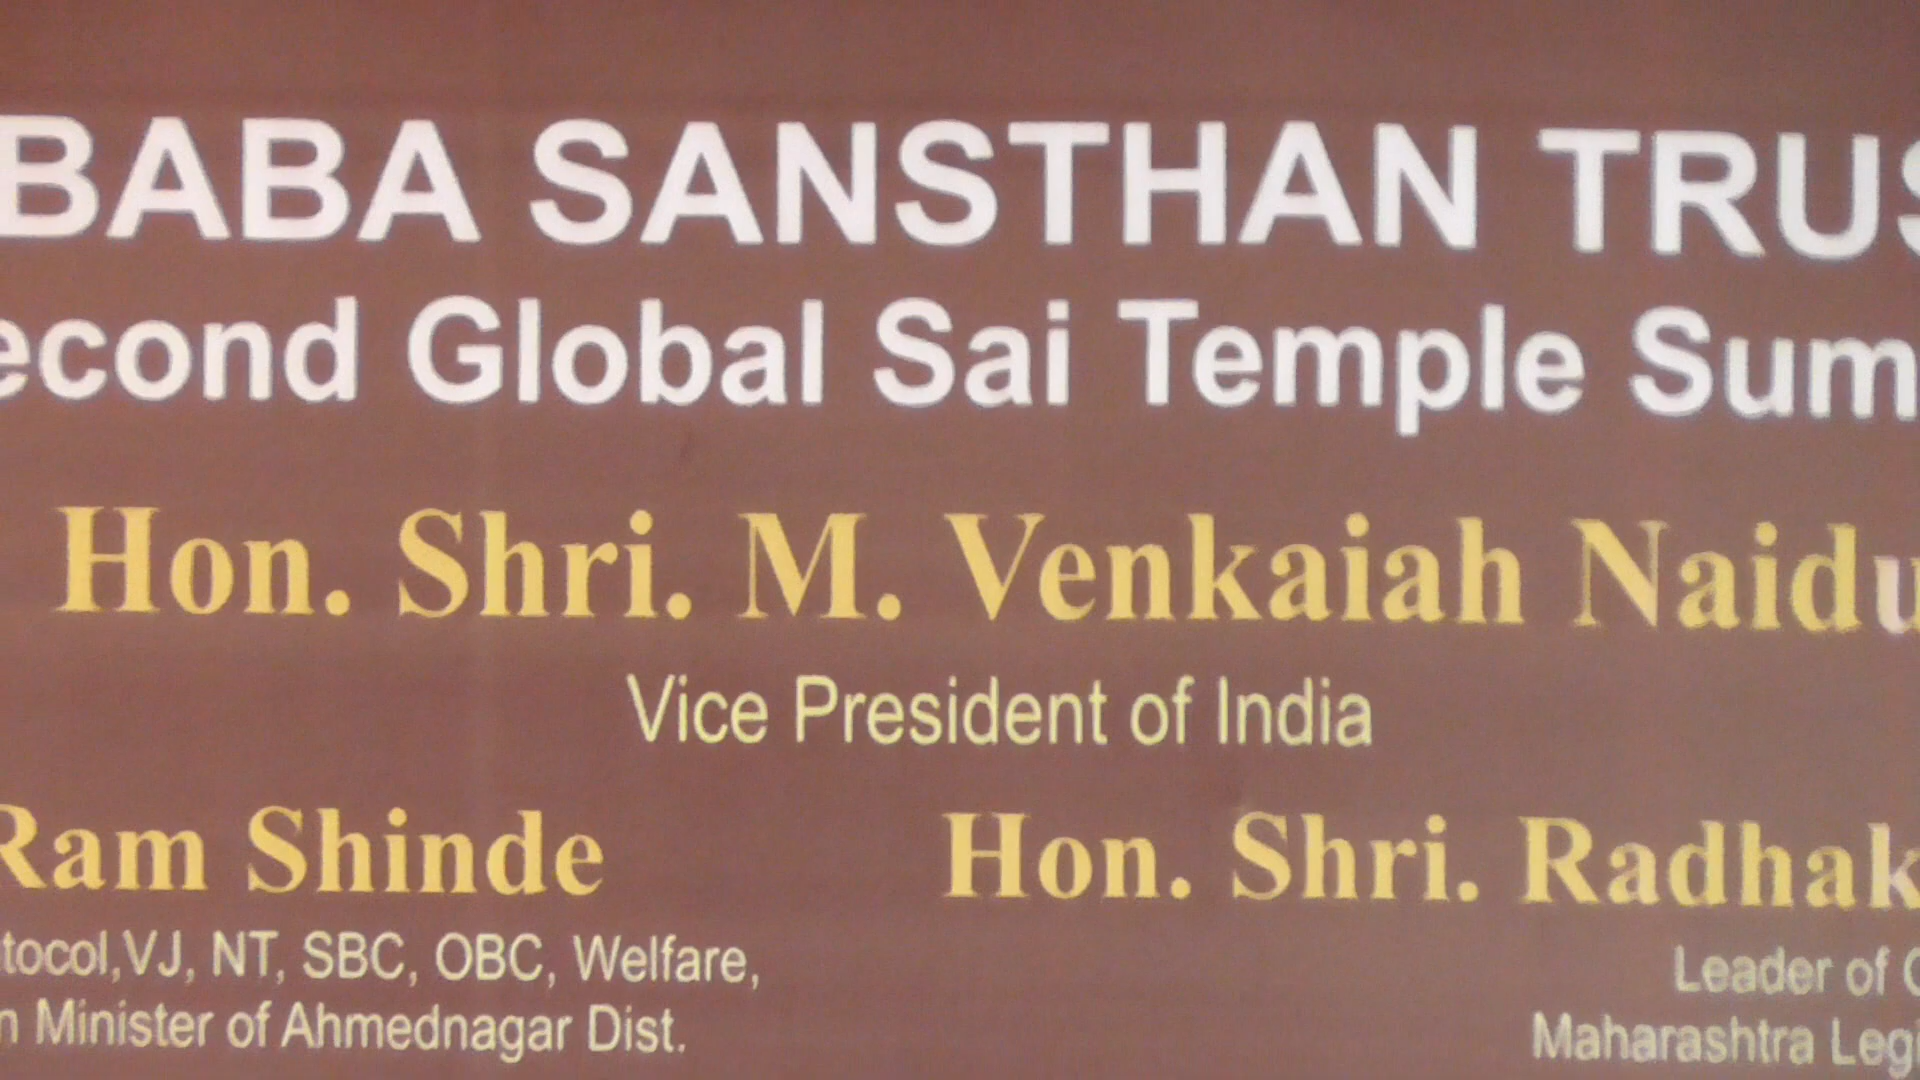 BABA SANSTHAN TRUS
econd Global Sai Temple Sum
Hon. Shri. M. Venkaiah Naidu
Vice President of India
Ram Shinde
Hon. Shri. Radhak
tocol,VJ, NT, SBC, OBC, Welfare,
n Minister of Ahmednagar Dist.
Leader of O
Maharashtra Legi